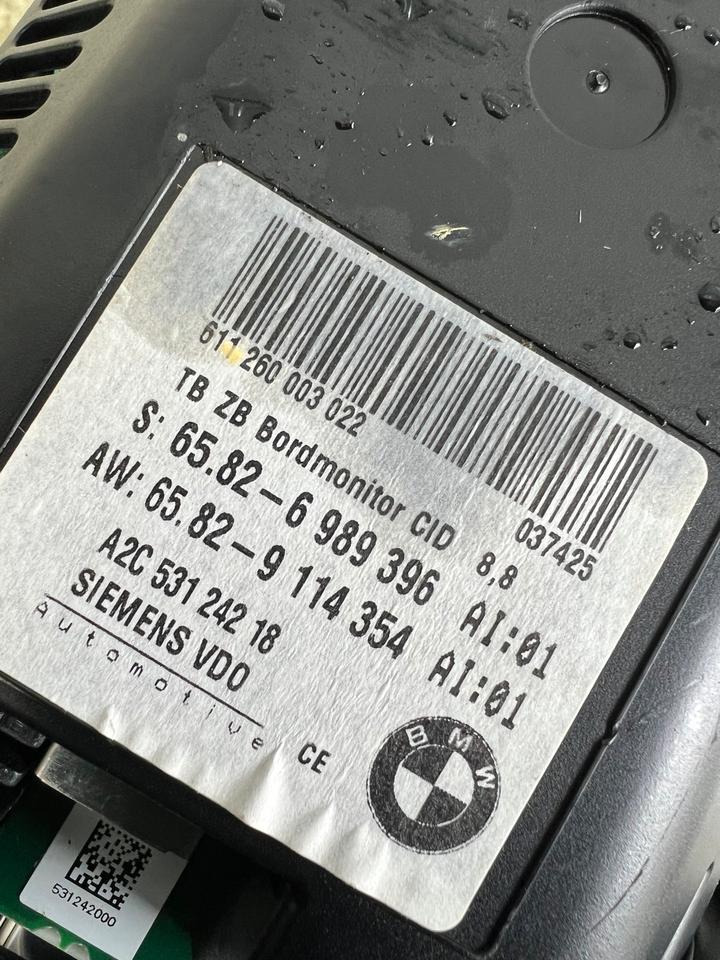 611 260 003 022 037425
TB ZB Bordmonitor CID 8,8
S: 65.82-6 989 396 AI:01
AW: 65.82-9 114 354 AI:01
A2C 531 242 18
SIEMENS VDO
Automotive
CE
BMW
531242000